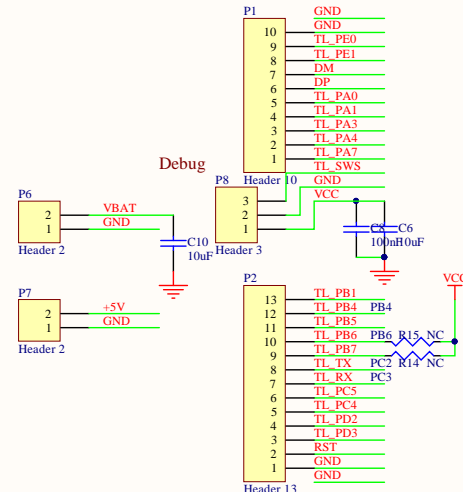 P1
GND
10 GND
9 TL_PE0
8 TL_PE1
7 DM
6 DP
5 TL_PA0
4 TL_PA1
3 TL_PA3
2 TL_PA4
1 TL_PA7
Header 10
Debug
P8
TL_SWS
3 GND
2 VCC
1
Header 3
C8
100nF
C6
10uF
P6
2 VBAT
1 GND
Header 2
C10
10uF
P7
2 +5V
1 GND
Header 2
P2
VCC
13 TL_PB1
12 TL_PB4 PB4
11 TL_PB5
10 TL_PB6 PB6 R15 NC
9 TL_PB7
8 TL_TX PC2 R14 NC
7 TL_RX PC3
6 TL_PC5
5 TL_PC4
4 TL_PD2
3 TL_PD3
2 RST
1 GND
GND
Header 13